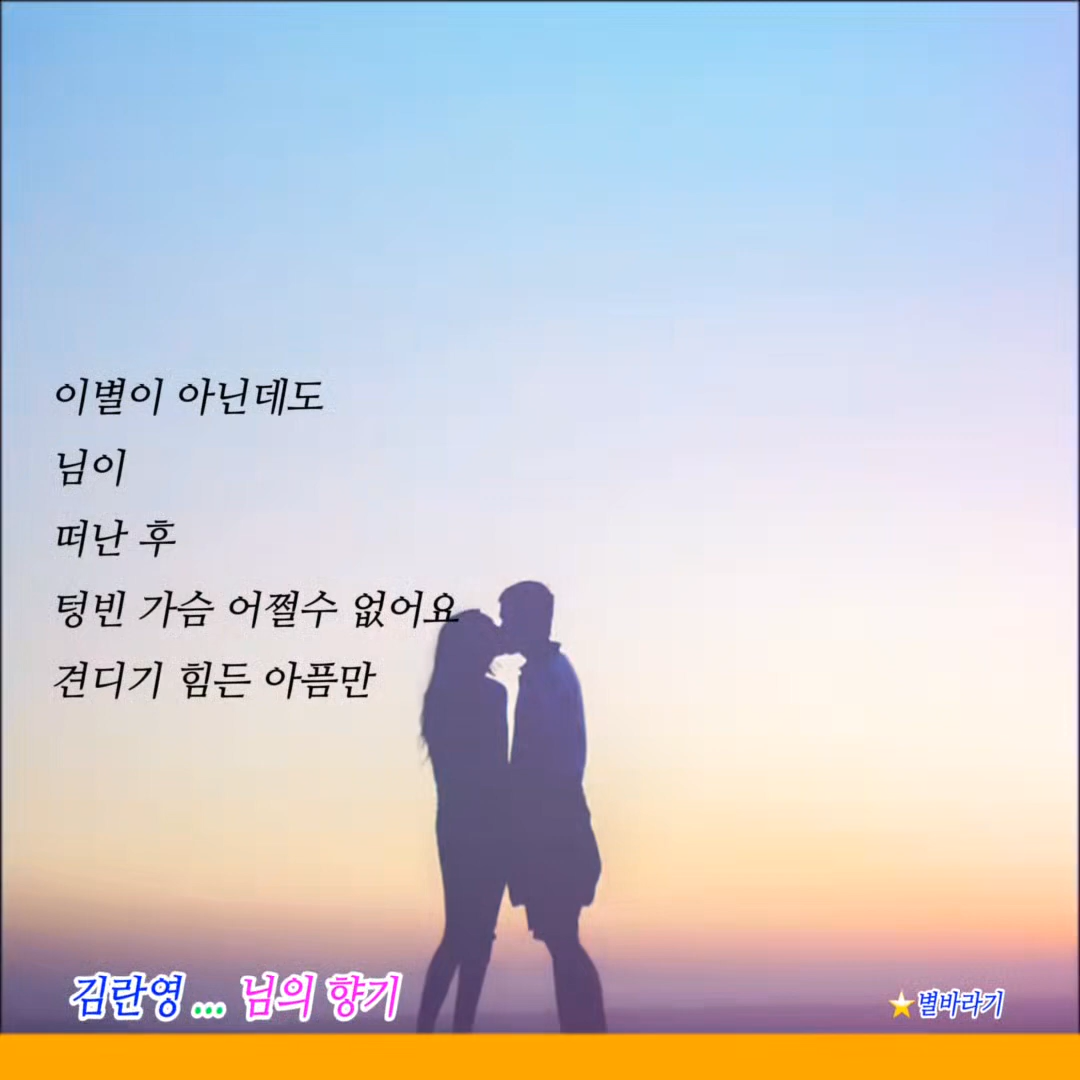 이별이 아닌데도
님이
떠난 후
텅빈 가슴 어쩔수 없어요
견디기 힘든 아픔만
김란영 ... 님의 향기
별바라기